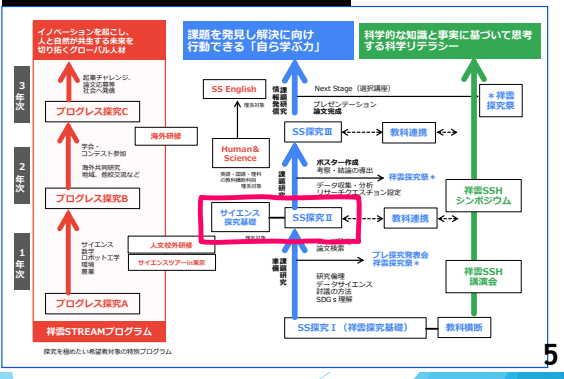 イノベーションを起こし、
人と自然が共生する未来を
切り拓くグローバル人材
課題を発見し解決に向け
行動できる「自ら学ぶ力」
科学的な知識と事実に基づいて思考
する科学リテラシー
3年次
2年次
1年次
起業チャレンジ、
論文応募等
社会へ発信
プログレス探究C
海外研修
学会・
コンテスト参加
海外共同研究
地域、他校交流など
プログレス探究B
サイエンス
数学
ロボット工学
環境
農業
人文校外研修
サイエンスツアーin東京
プログレス探究A
祥雲STREAMプログラム
探究を極めたい希望者対象の特別プログラム
SS English
理系対象
課題研究
情報発信
Next Stage（選択講座）
プレゼンテーション
論文完成
＊祥雲
探究祭
SS探究Ⅲ
教科連携
Human&
Science
英語・国語・理科
の教科横断科目
理系対象
課題研究
ポスター作成
考察・結論の導出
祥雲探究祭＊
データ収集・分析
リサーチクエスチョン設定
祥雲SSH
シンポジウム
サイエンス
探究基礎
理系対象
SS探究Ⅱ
教科連携
論文検索
課題研究
準備
プレ探究発表会
祥雲探究祭＊
研究倫理
データサイエンス
討議の方法
SDGｓ理解
祥雲SSH
講演会
SS探究Ⅰ（祥雲探究基礎）
教科横断
5